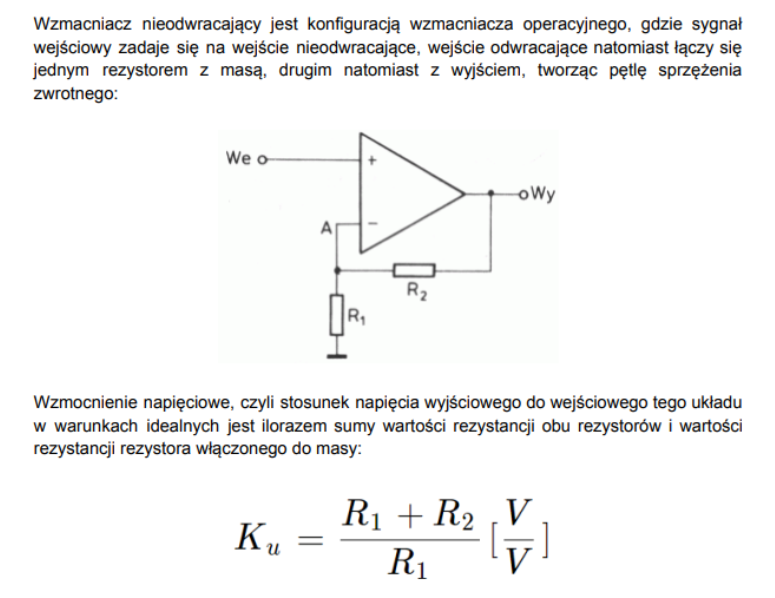 Wzmacniacz nieodwracający jest konfiguracją wzmacniacza operacyjnego, gdzie sygnał
wejściowy zadaje się na wejście nieodwracające, wejście odwracające natomiast łączy się
jednym rezystorem z masą, drugim natomiast z wyjściem, tworząc pętlę sprzężenia
zwrotnego:
We
+
Wy
A
−
R₂
R₁
Wzmocnienie napięciowe, czyli stosunek napięcia wyjściowego do wejściowego tego układu
w warunkach idealnych jest ilorazem sumy wartości rezystancji obu rezystorów i wartości
rezystancji rezystora włączonego do masy:
K_u = \frac{R_1 + R_2}{R_1} [\frac{V}{V}]